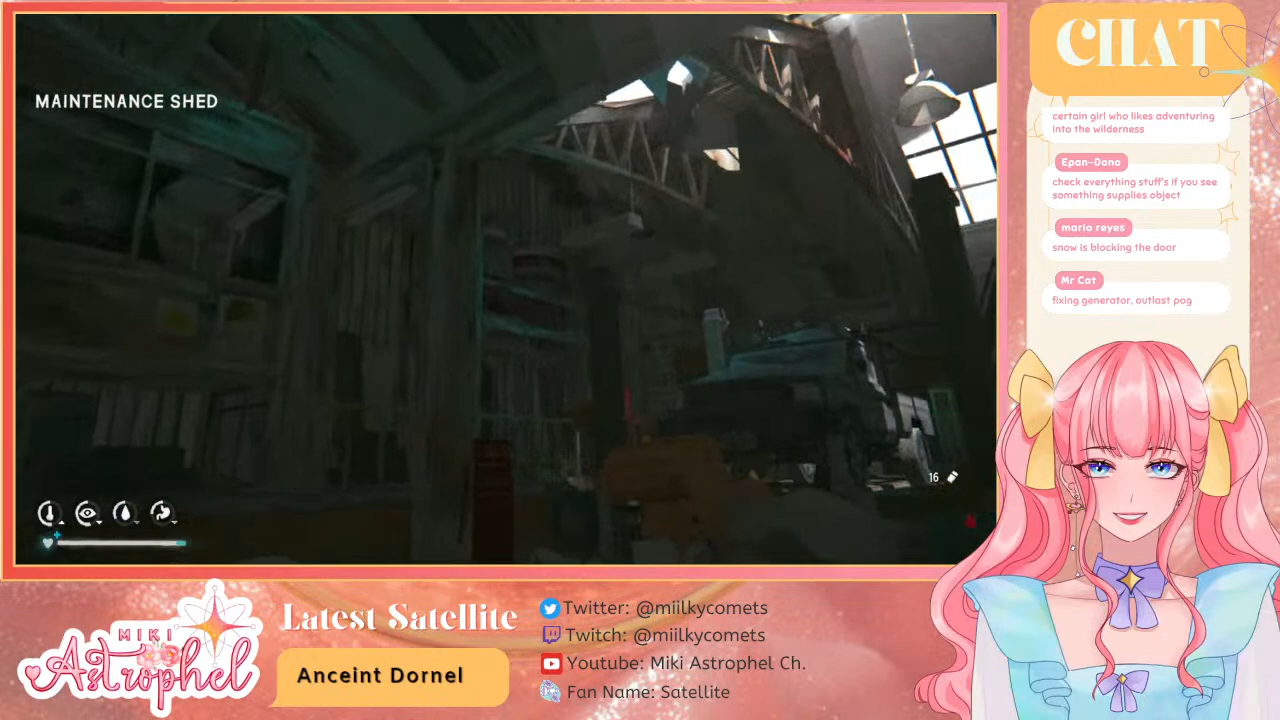 MAINTENANCE SHED
16
CHAT
certain girl who likes adventuring
into the wilderness
Epan-Dono
check everything stuff's if you see
something supplies object
mario reyes
snow is blocking the door
Mr Cat
fixing generator, outlast pog
MIKI
Astrophel
Latest Satellite
Anceint Dornel
Twitter: @miilkycomets
Twitch: @miilkycomets
Youtube: Miki Astrophel Ch.
Fan Name: Satellite